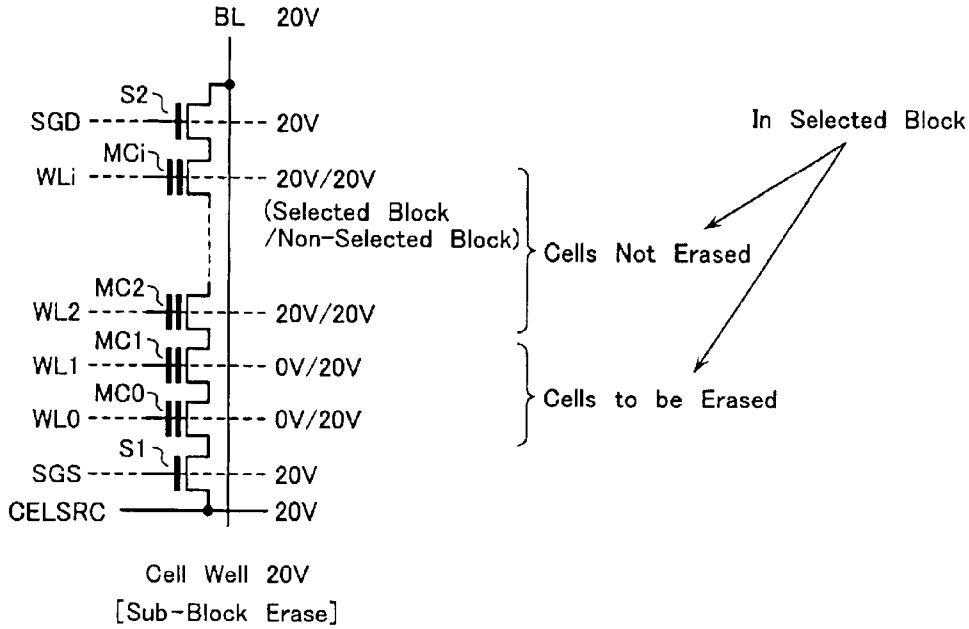 BL 20V
S2
SGD 20V
In Selected Block
MCi
WLi 20V/20V
(Selected Block
/Non-Selected Block)
Cells Not Erased
MC2
WL2 20V/20V
MC1
WL1 0V/20V
Cells to be Erased
MC0
WL0 0V/20V
S1
SGS 20V
CELSRC 20V
Cell Well 20V
[Sub-Block Erase]